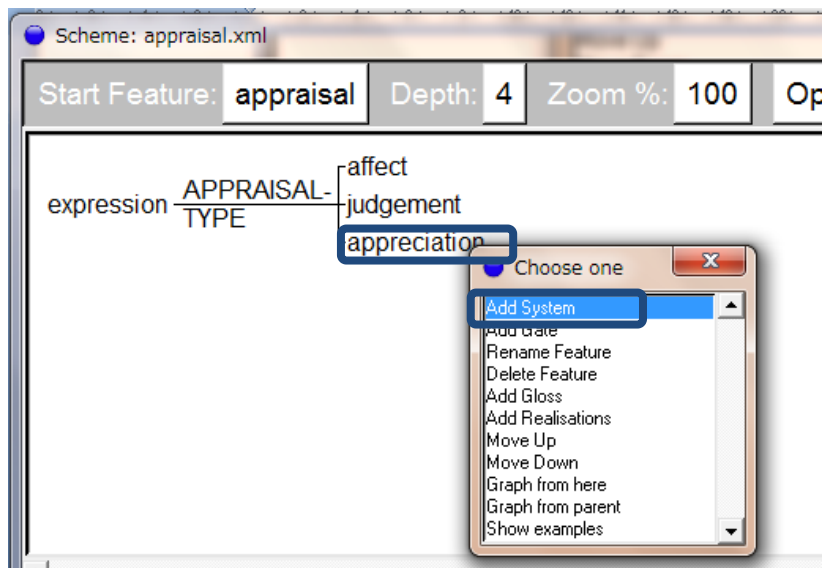 Scheme: appraisal.xml
Start Feature: appraisal Depth: 4 Zoom %: 100 Op
affect
expression APPRAISAL- judgement
TYPE
appreciation
Choose one
Add System
Add Gate
Rename Feature
Delete Feature
Add Gloss
Add Realisations
Move Up
Move Down
Graph from here
Graph from parent
Show examples